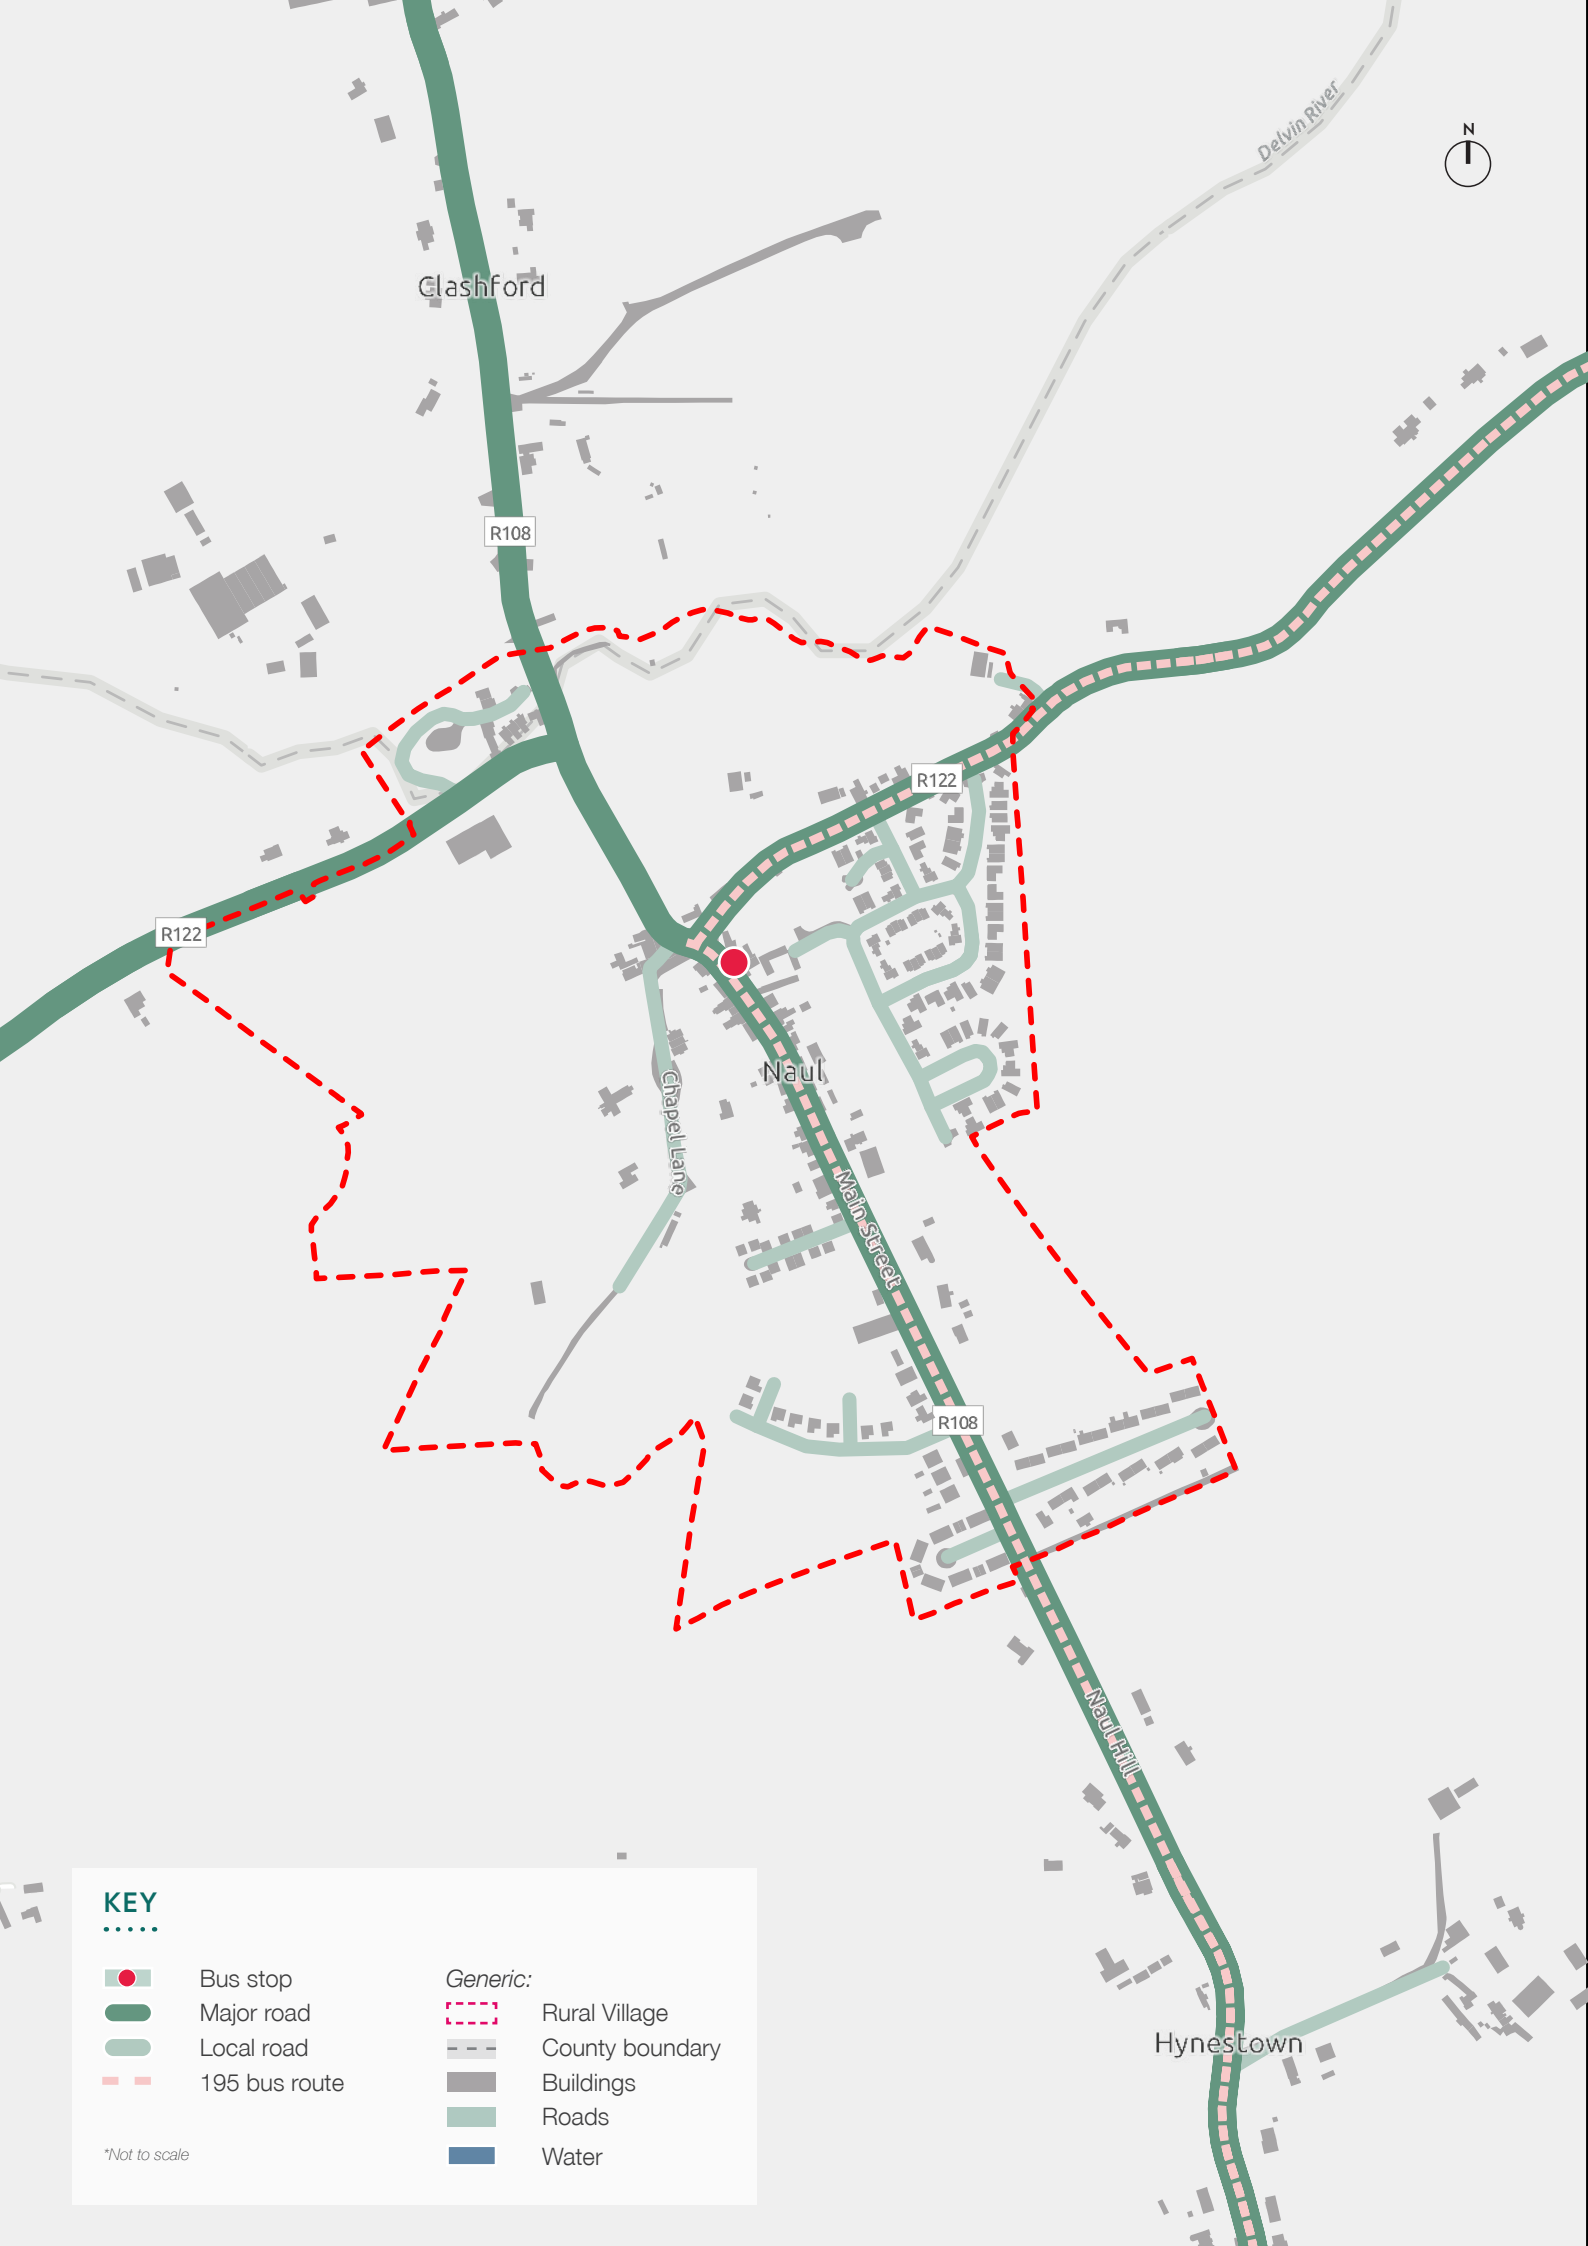 Delvin River
N
Clashford
R108
R122
R122
Naul
Chapel Lane
Main Street
R108
Naul Hill
Hynestown
KEY
Bus stop
Major road
Local road
195 bus route
*Not to scale
Generic:
Rural Village
County boundary
Buildings
Roads
Water